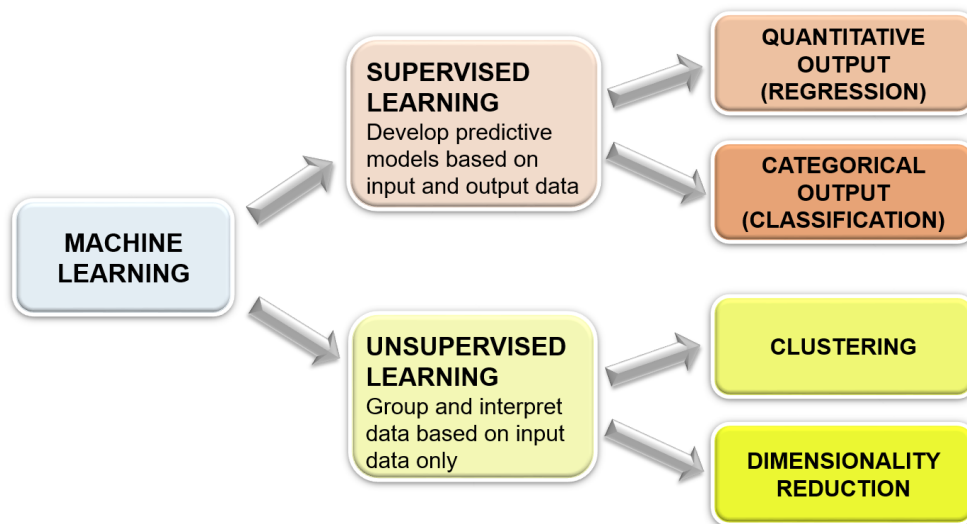 MACHINE
LEARNING
SUPERVISED
LEARNING
Develop predictive
models based on
input and output data
QUANTITATIVE
OUTPUT
(REGRESSION)
CATEGORICAL
OUTPUT
(CLASSIFICATION)
UNSUPERVISED
LEARNING
Group and interpret
data based on input
data only
CLUSTERING
DIMENSIONALITY
REDUCTION